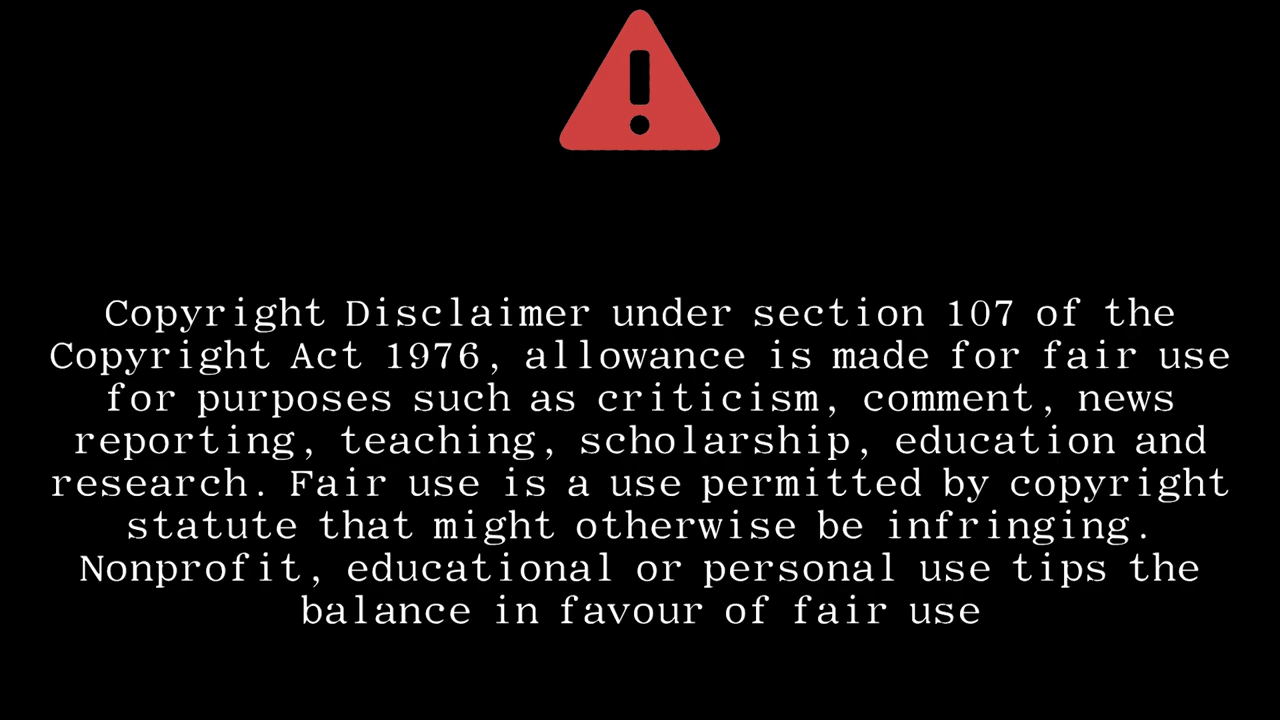 Copyright Disclaimer under section 107 of the
Copyright Act 1976, allowance is made for fair use
for purposes such as criticism, comment, news
reporting, teaching, scholarship, education and
research. Fair use is a use permitted by copyright
statute that might otherwise be infringing.
Nonprofit, educational or personal use tips the
balance in favour of fair use